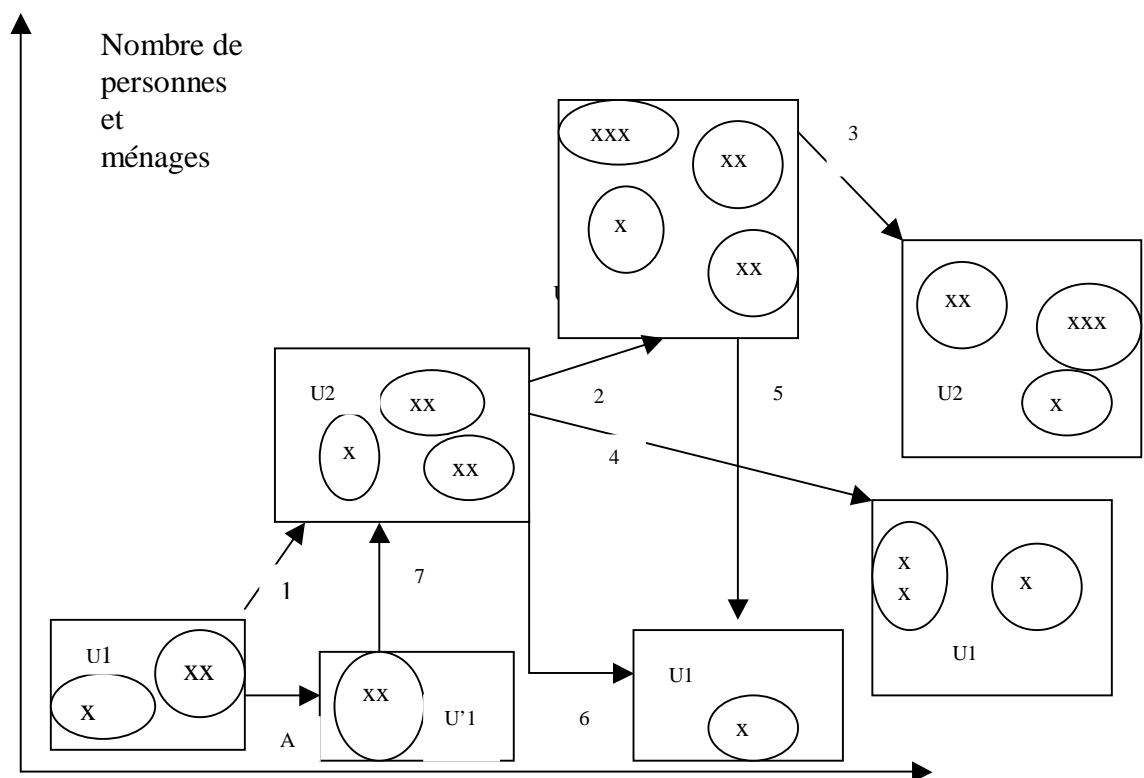 Nombre de
personnes
et
ménages
xxx
xx
x
xx
3
xx
xxx
U2
x
U2
xx
x
xx
2
5
4
1
7
x
x
x
U1
U1
xx
x
A
xx
U'1
6
U1
x